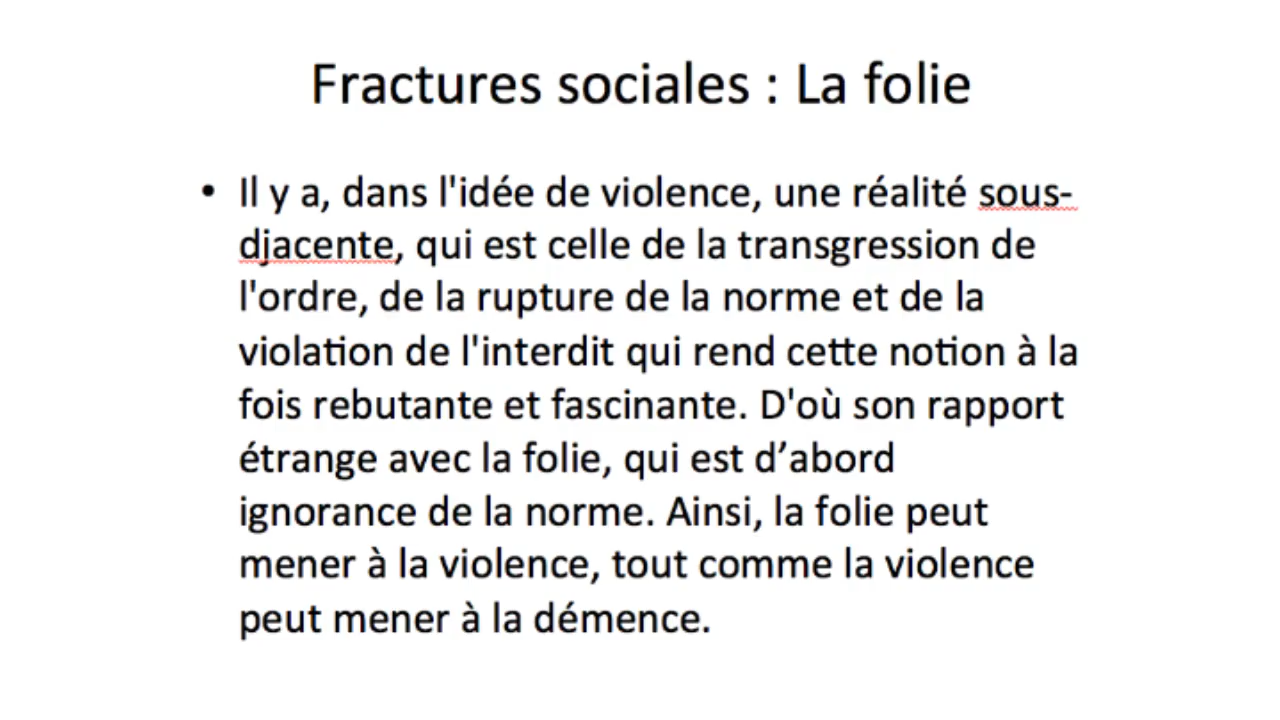 Fractures sociales : La folie
• Il y a, dans l'idée de violence, une réalité sous-
djacente, qui est celle de la transgression de
l'ordre, de la rupture de la norme et de la
violation de l'interdit qui rend cette notion à la
fois rebutante et fascinante. D'où son rapport
étrange avec la folie, qui est d’abord
ignorance de la norme. Ainsi, la folie peut
mener à la violence, tout comme la violence
peut mener à la démence.